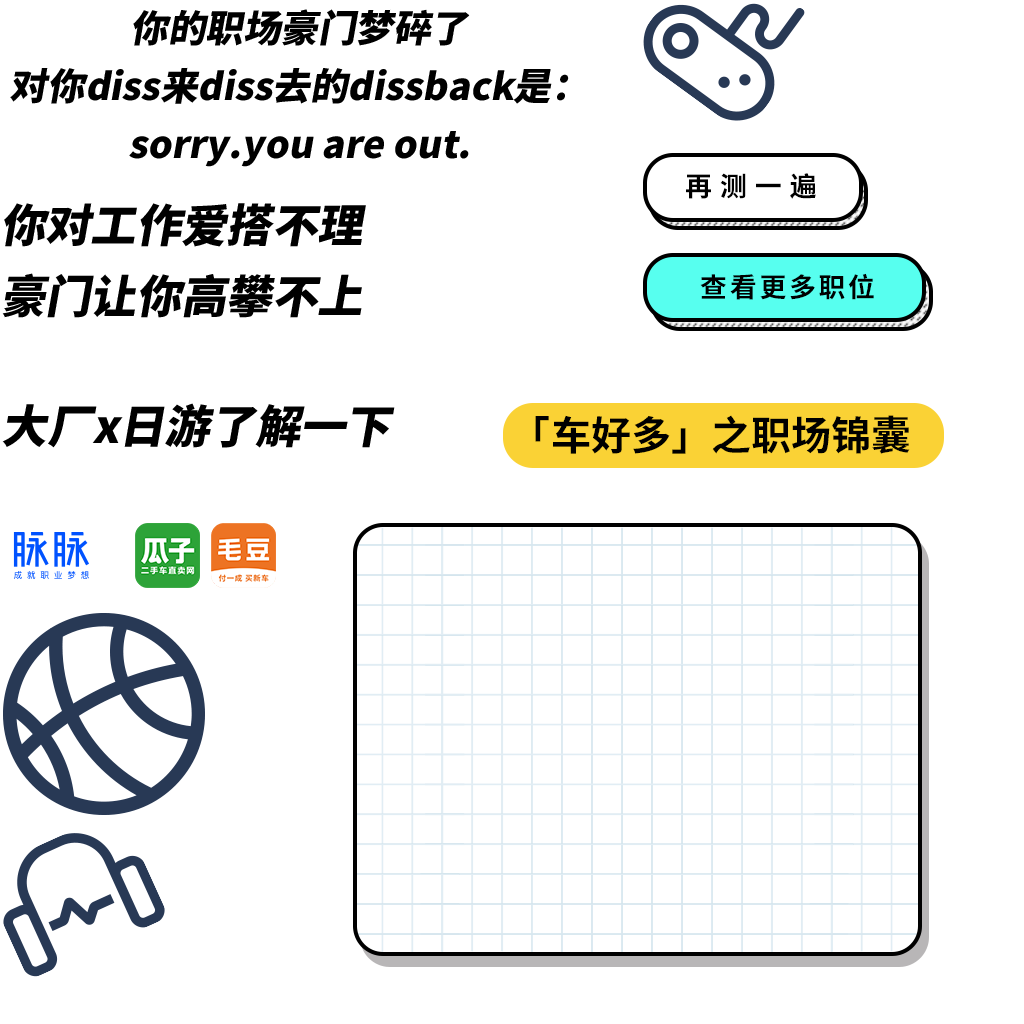 你的职场豪门梦碎了
对你diss来diss去的dissback是：
sorry.you are out.
再测一遍
你对工作爱搭不理
豪门让你高攀不上
查看更多职位
大厂x日游了解一下
「车好多」之职场锦囊
脉脉
成就职业梦想
瓜子
二手车直卖网
毛豆
付一成 买新车